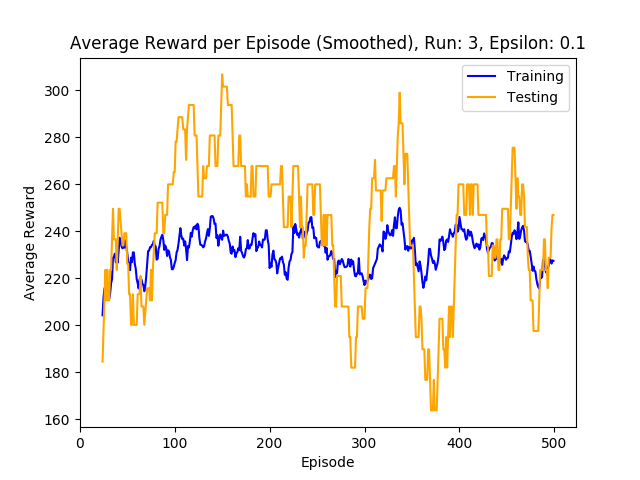 Average Reward per Episode (Smoothed), Run: 3, Epsilon: 0.1
Training
Testing
Average Reward
300
280
260
240
220
200
180
160
0
100
200
300
400
500
Episode